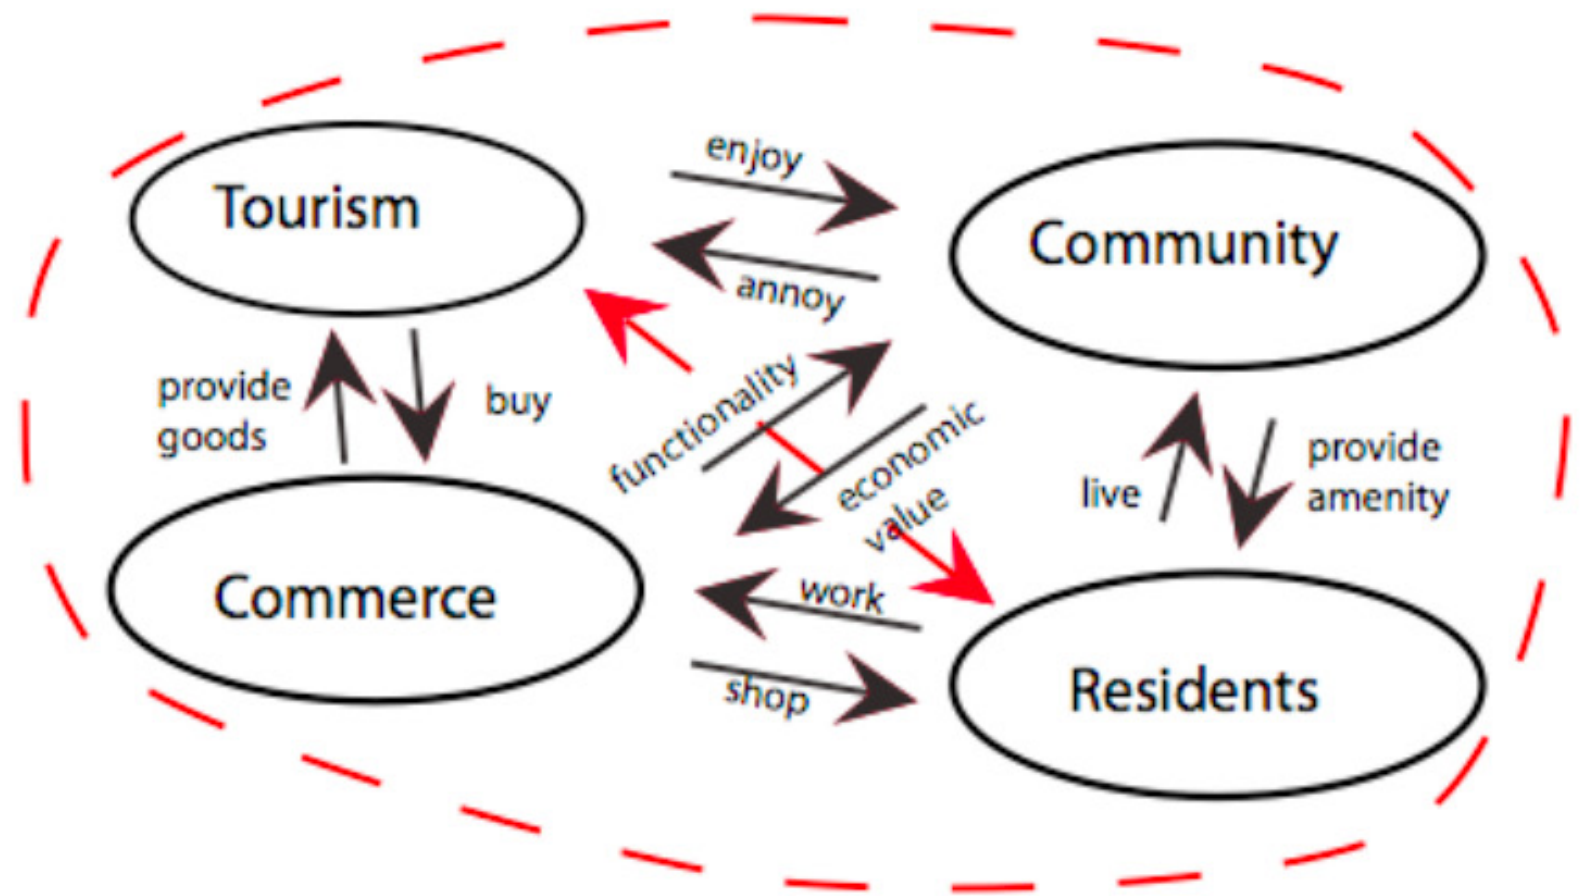 Tourism
enjoy
Community
annoy
provide
goods
buy
functionality
economic
value
live
provide
amenity
Commerce
work
shop
Residents